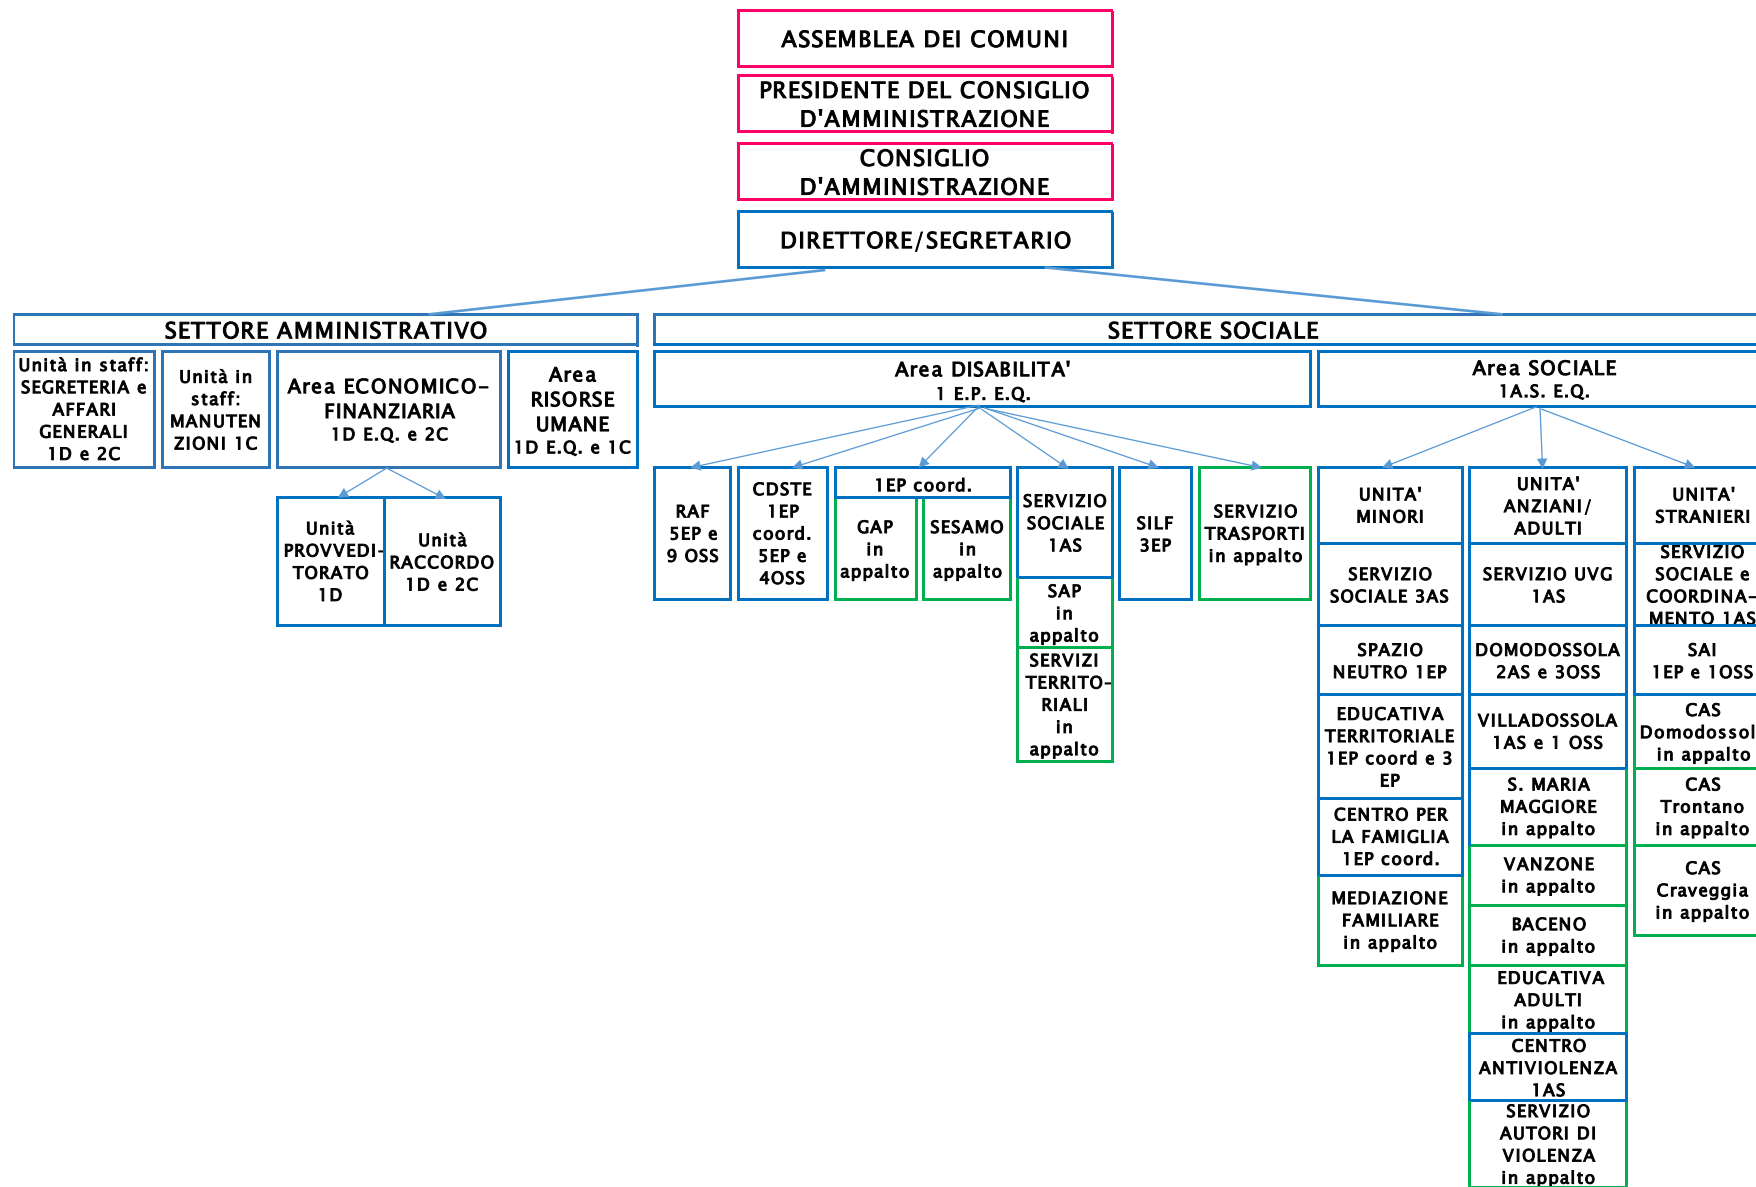 ASSEMBLEA DEI COMUNI
PRESIDENTE DEL CONSIGLIO
D'AMMINISTRAZIONE
CONSIGLIO
D'AMMINISTRAZIONE
DIRETTORE/SEGRETARIO
SETTORE AMMINISTRATIVO
Unità in staff:
SEGRETERIA e
AFFARI
GENERALI
1D e 2C
Unità in
staff:
MANUTEN
ZIONI 1C
Area ECONOMICO-
FINANZIARIA
1D E.Q. e 2C
Area
RISORSE
UMANE
1D E.Q. e 1C
Unità
PROVVEDI-
TORATO
1D
Unità
RACCORDO
1D e 2C
SETTORE SOCIALE
Area DISABILITA'
1 E.P. E.Q.
RAF
5EP e
9 OSS
CDSTE
1EP
coord.
5EP e
4OSS
1EP coord.
GAP
in
appalto
SESAMO
in
appalto
SERVIZIO
SOCIALE
1AS
SAP
in
appalto
SERVIZI
TERRITO-
RIALI
in
appalto
SILF
3EP
SERVIZIO
TRASPORTI
in appalto
Area SOCIALE
1A.S. E.Q.
UNITA'
MINORI
SERVIZIO
SOCIALE 3AS
SPAZIO
NEUTRO 1EP
EDUCATIVA
TERRITORIALE
1EP coord e 3
EP
CENTRO PER
LA FAMIGLIA
1EP coord.
MEDIAZIONE
FAMILIARE
in appalto
UNITA'
ANZIANI/
ADULTI
SERVIZIO UVG
1AS
DOMODOSSOLA
2AS e 3OSS
VILLADOSSOLA
1AS e 1 OSS
S. MARIA
MAGGIORE
in appalto
VANZONE
in appalto
BACENO
in appalto
EDUCATIVA
ADULTI
in appalto
CENTRO
ANTIVIOLENZA
1AS
SERVIZIO
AUTORI DI
VIOLENZA
in appalto
UNITA'
STRANIERI
SERVIZIO
SOCIALE e
COORDINA-
MENTO 1AS
SAI
1EP e 1OSS
CAS
Domodossol
in appalto
CAS
Trontano
in appalto
CAS
Craveggia
in appalto